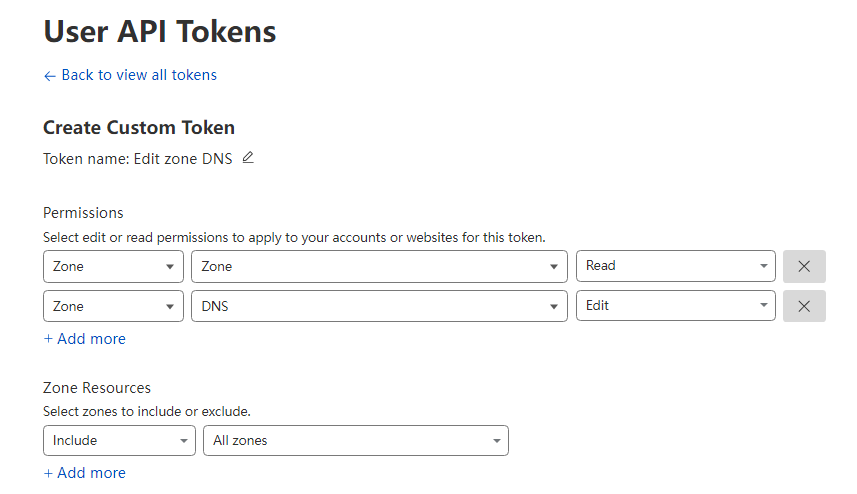 User API Tokens
← Back to view all tokens
Create Custom Token
Token name: Edit zone DNS
Permissions
Select edit or read permissions to apply to your accounts or websites for this token.
Zone Zone Read
Zone DNS Edit
+ Add more
Zone Resources
Select zones to include or exclude.
Include All zones
+ Add more